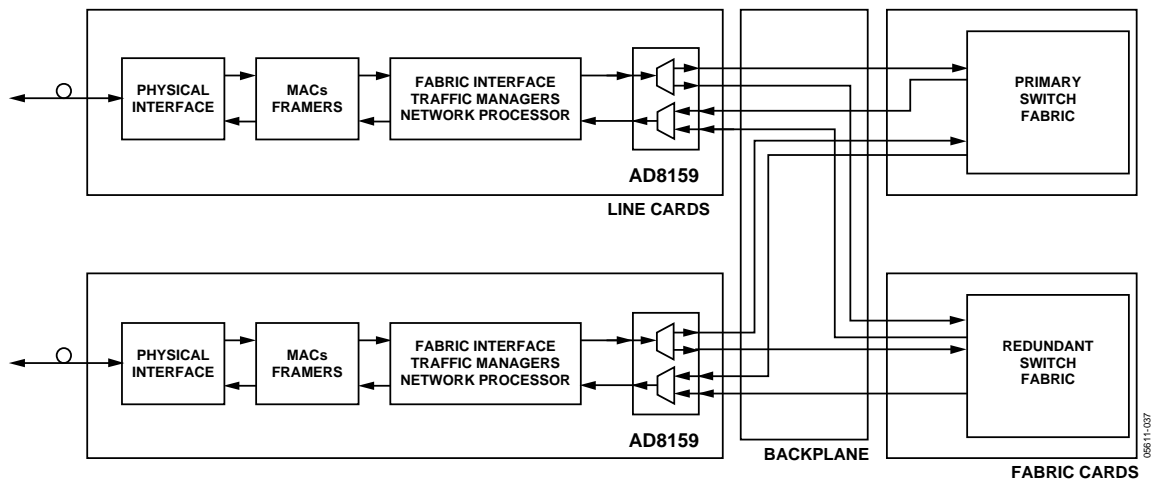 PHYSICAL
INTERFACE
MACs
FRAMERS
FABRIC INTERFACE
TRAFFIC MANAGERS
NETWORK PROCESSOR
AD8159
LINE CARDS
PRIMARY
SWITCH
FABRIC
PHYSICAL
INTERFACE
MACs
FRAMERS
FABRIC INTERFACE
TRAFFIC MANAGERS
NETWORK PROCESSOR
AD8159
BACKPLANE
REDUNDANT
SWITCH
FABRIC
FABRIC CARDS
05611-037